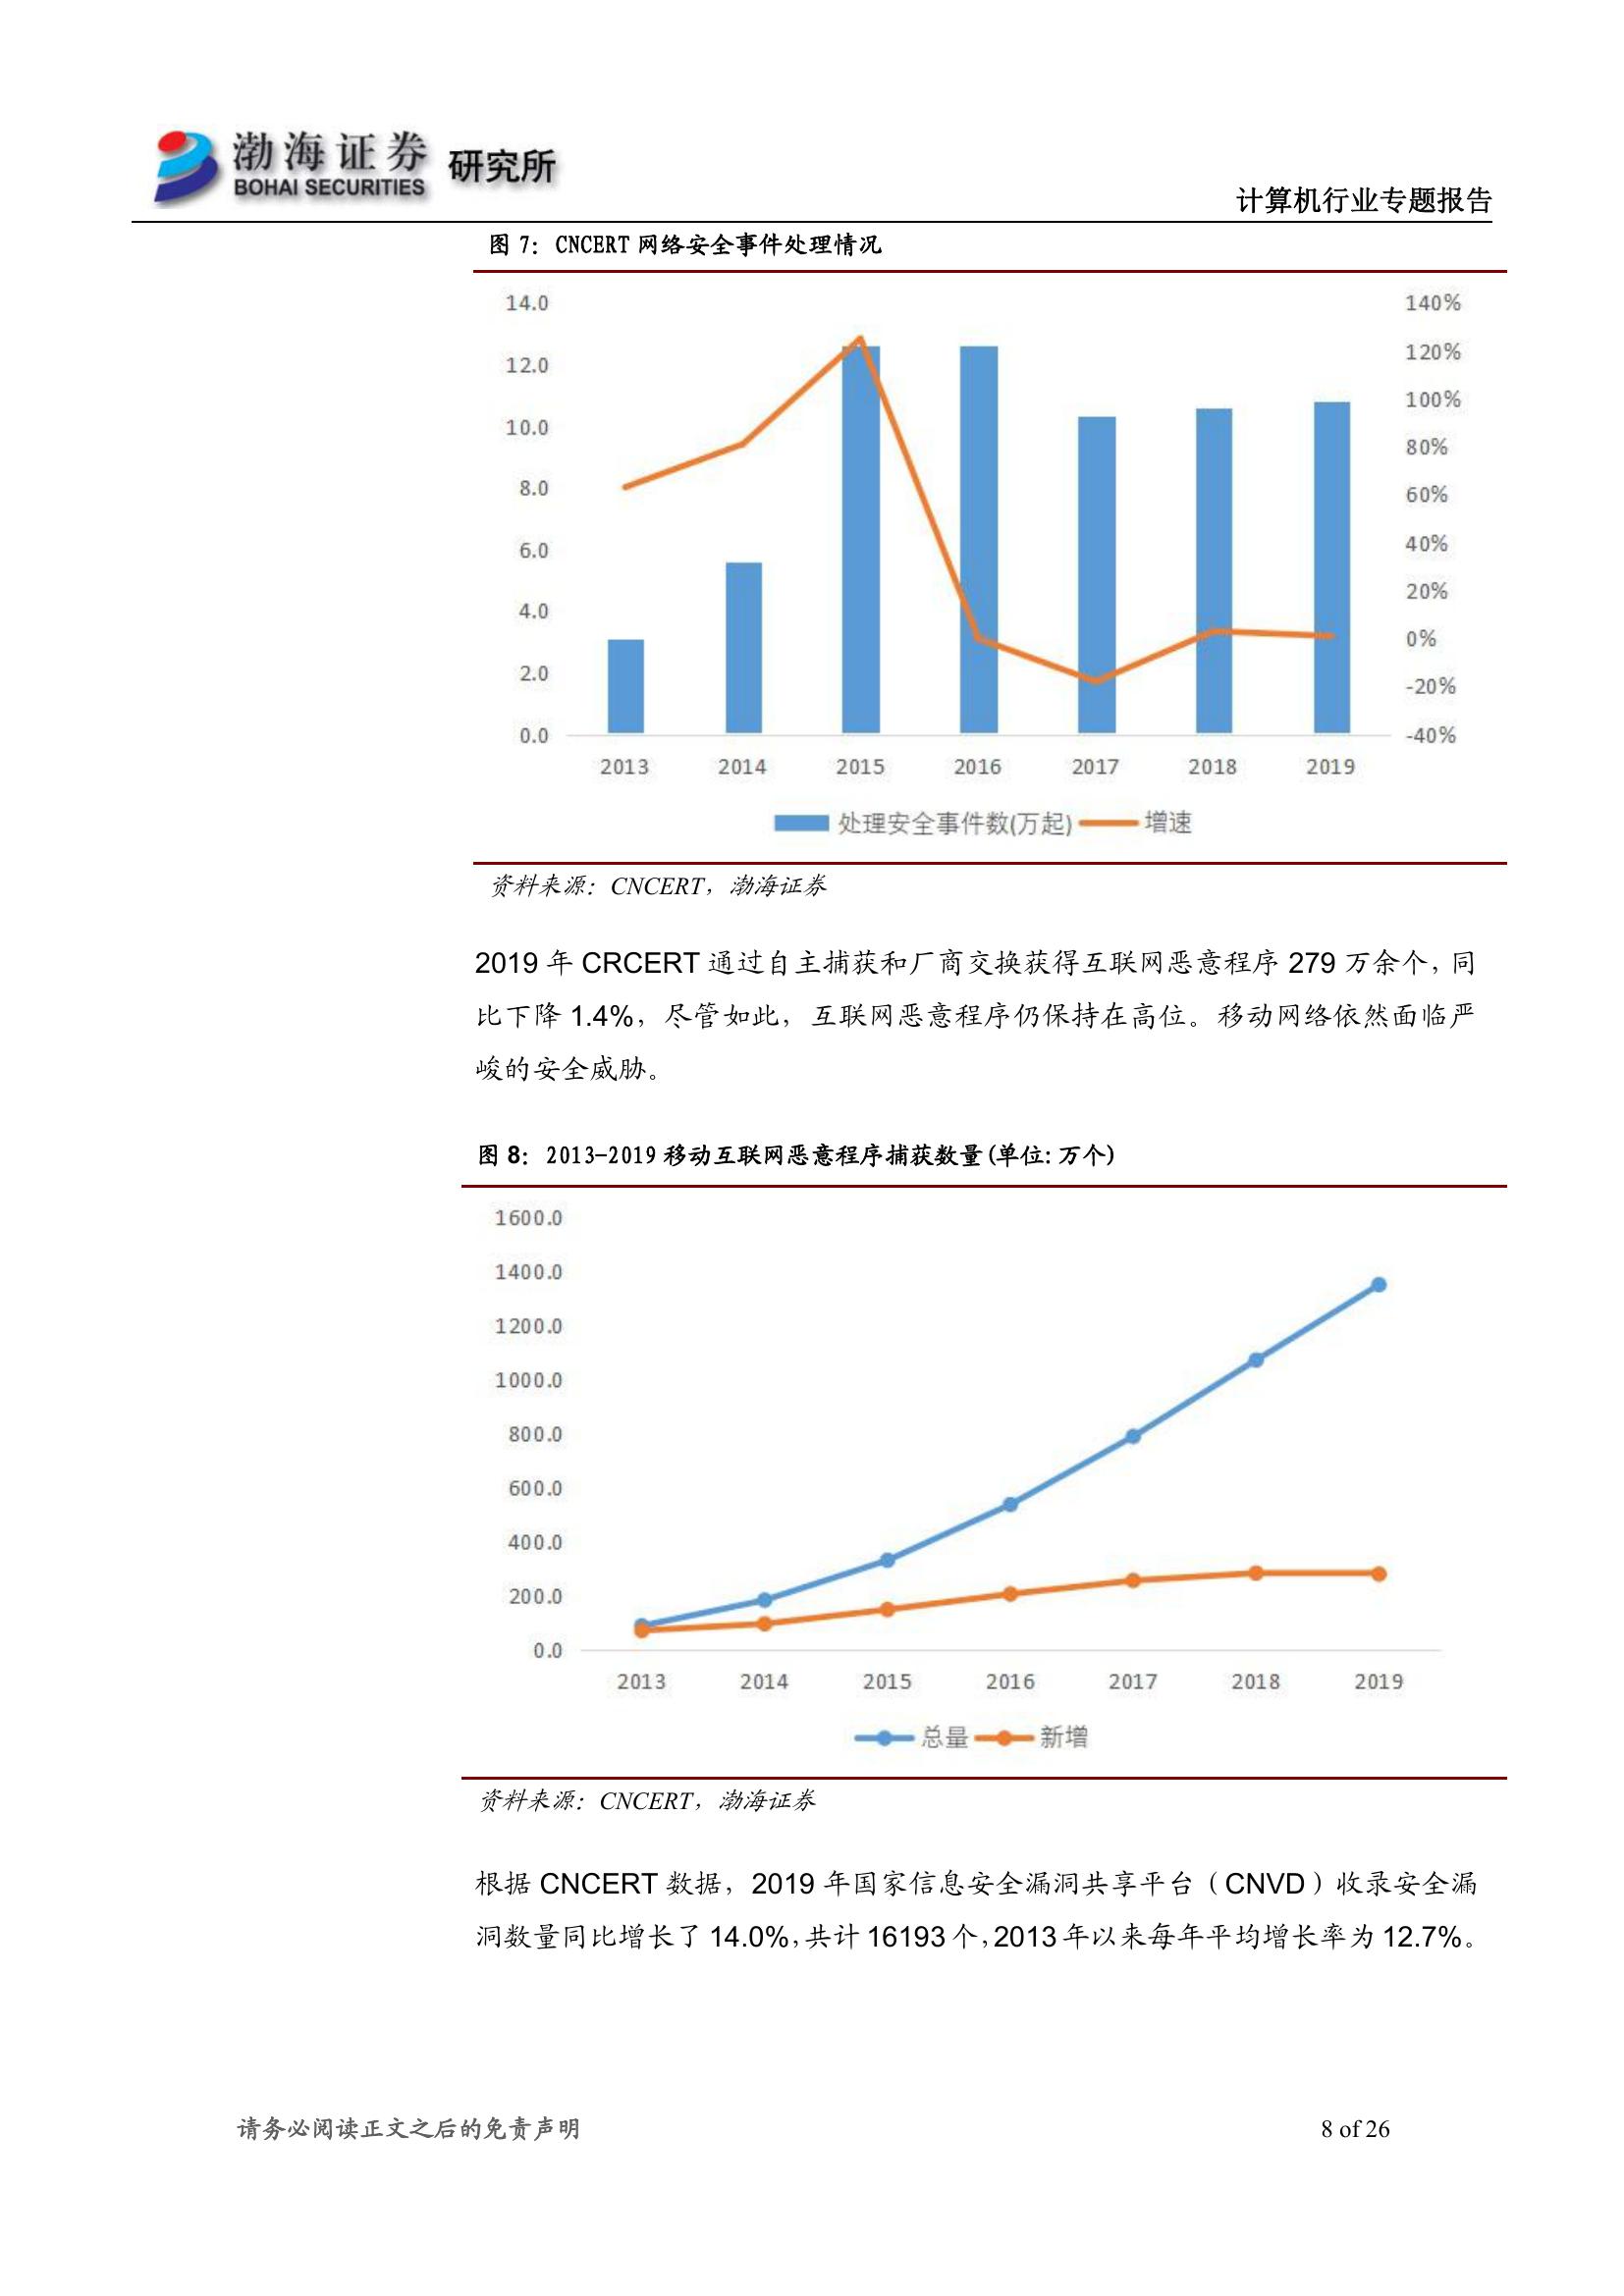 渤海证券 研究所
BOHAI SECURITIES
计算机行业专题报告
图 7：CNCERT 网络安全事件处理情况
14.0
12.0
10.0
8.0
6.0
4.0
2.0
0.0
140%
120%
100%
80%
60%
40%
20%
0%
-20%
-40%
2013 2014 2015 2016 2017 2018 2019
处理安全事件数(万起) 增速
资料来源：CNCERT，渤海证券
2019 年 CRCERT 通过自主捕获和厂商交换获得互联网恶意程序 279 万余个，同
比下降 1.4%，尽管如此，互联网恶意程序仍保持在高位。移动网络依然面临严
峻的安全威胁。
图 8：2013-2019 移动互联网恶意程序捕获数量(单位:万个)
1600.0
1400.0
1200.0
1000.0
800.0
600.0
400.0
200.0
0.0
2013 2014 2015 2016 2017 2018 2019
总量 新增
资料来源：CNCERT，渤海证券
根据 CNCERT 数据，2019 年国家信息安全漏洞共享平台（CNVD）收录安全漏
洞数量同比增长了 14.0%，共计 16193 个，2013 年以来每年平均增长率为 12.7%。
请务必阅读正文之后的免责声明
8 of 26